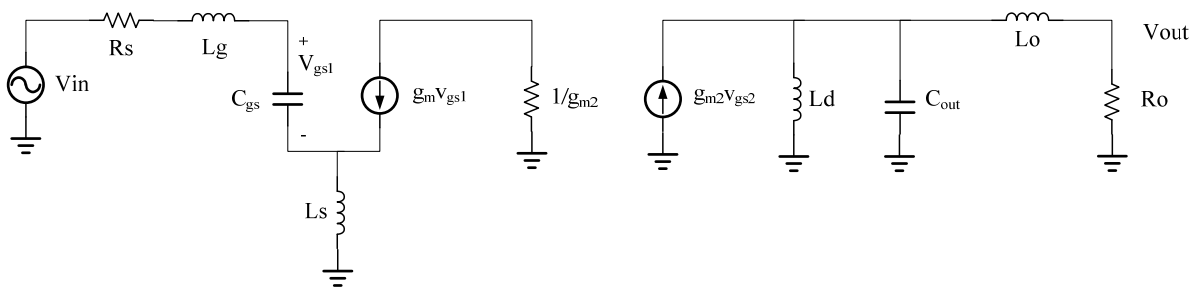 Vin
Rs
Lg
+
Vgs1
-
Cgs
gmvgs1
1/gm2
Ls
gm2vgs2
Ld
Cout
Lo
Vout
Ro